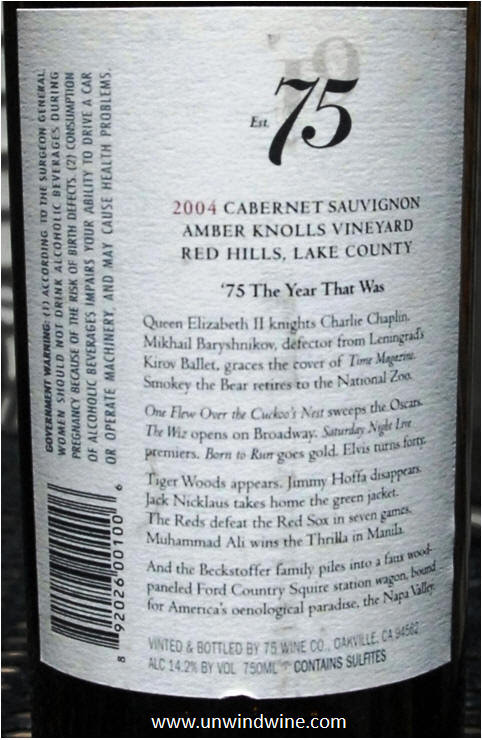 19
Est. 75
2004 CABERNET SAUVIGNON
AMBER KNOLLS VINEYARD
RED HILLS, LAKE COUNTY
'75 The Year That Was
Queen Elizabeth II knights Charlie Chaplin.
Mikhail Baryshnikov, defector from Leningrad's
Kirov Ballet, graces the cover of Time Magazine.
Smokey the Bear retires to the National Zoo.
One Flew Over the Cuckoo's Nest sweeps the Oscars.
The Wiz opens on Broadway. Saturday Night Live
premiers. Born to Run goes gold. Elvis turns forty.
Tiger Woods appears. Jimmy Hoffa disappears.
Jack Nicklaus takes home the green jacket.
The Reds defeat the Red Sox in seven games.
Muhammad Ali wins the Thrilla in Manila.
And the Beckstoffer family piles into a faux wood-
paneled Ford Country Squire station wagon, bound
for America's oenological paradise, the Napa Valley.
VINTED & BOTTLED BY 75 WINE CO., OAKVILLE, CA 94562
ALC 14.2% BY VOL 750ML CONTAINS SULFITES
GOVERNMENT WARNING: (1) ACCORDING TO THE SURGEON GENERAL,
WOMEN SHOULD NOT DRINK ALCOHOLIC BEVERAGES DURING
PREGNANCY BECAUSE OF THE RISK OF BIRTH DEFECTS. (2) CONSUMPTION
OF ALCOHOLIC BEVERAGES IMPAIRS YOUR ABILITY TO DRIVE A CAR
OR OPERATE MACHINERY, AND MAY CAUSE HEALTH PROBLEMS.
8 92026 00100 6
www.unwindwine.com